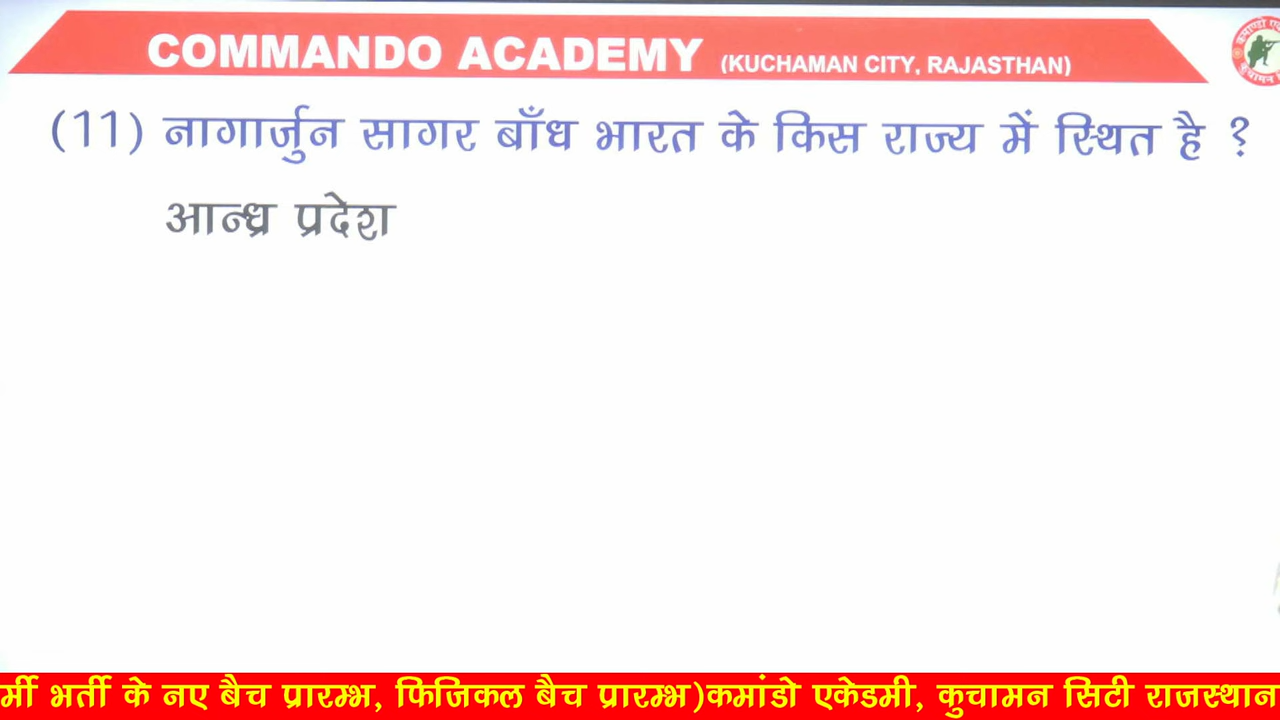 COMMANDO ACADEMY (KUCHAMAN CITY, RAJASTHAN)
(11) नागार्जुन सागर बाँध भारत के किस राज्य में स्थित है ?
आन्ध्र प्रदेश
र्मी भर्ती के नए बैच प्रारम्भ, फिजिकल बैच प्रारम्भ)कमांडो एकेडमी, कुचामन सिटी राजस्थान